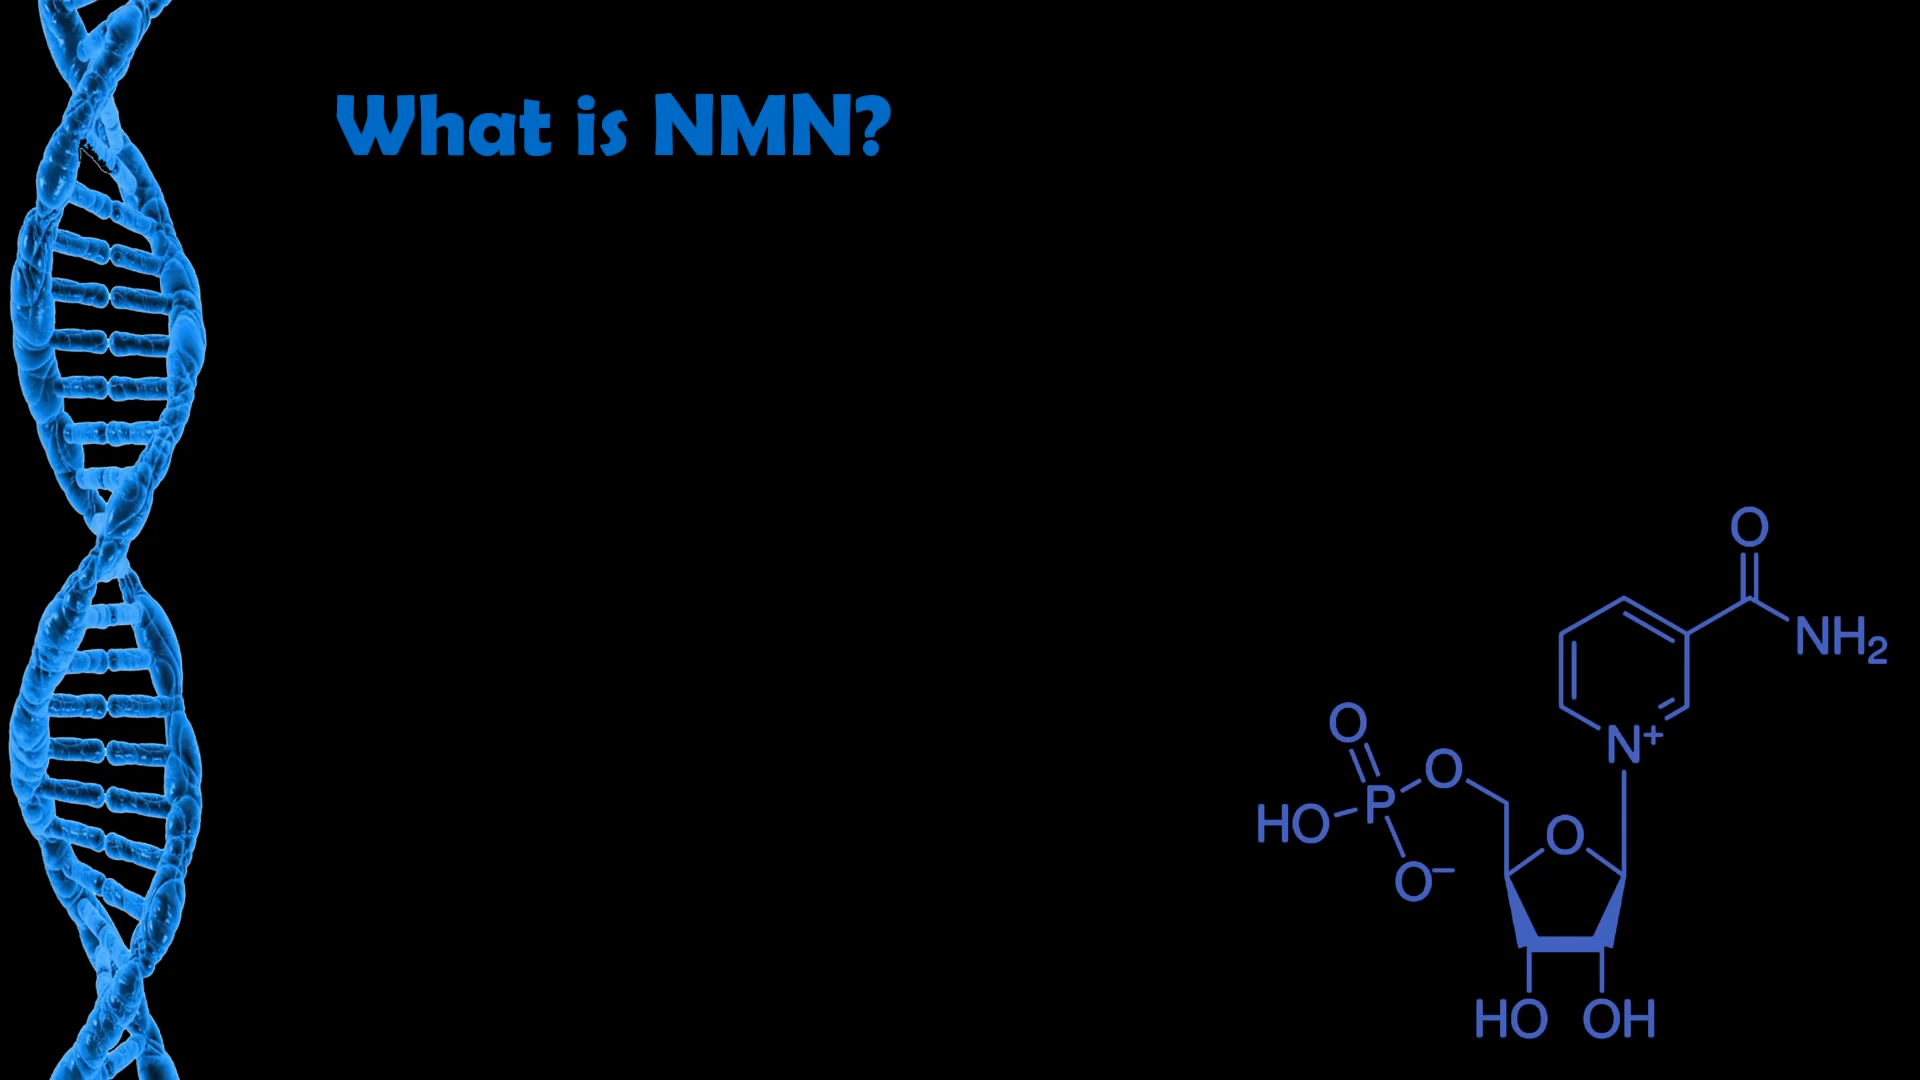 What is NMN?
O
NH₂
N⁺
O
O
P
HO
O
O⁻
HO OH